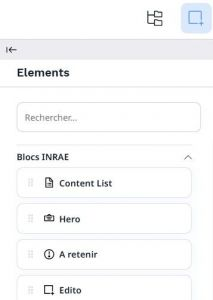 Elements
Rechercher...
Blocs INRAE
Content List
Hero
A retenir
Edito